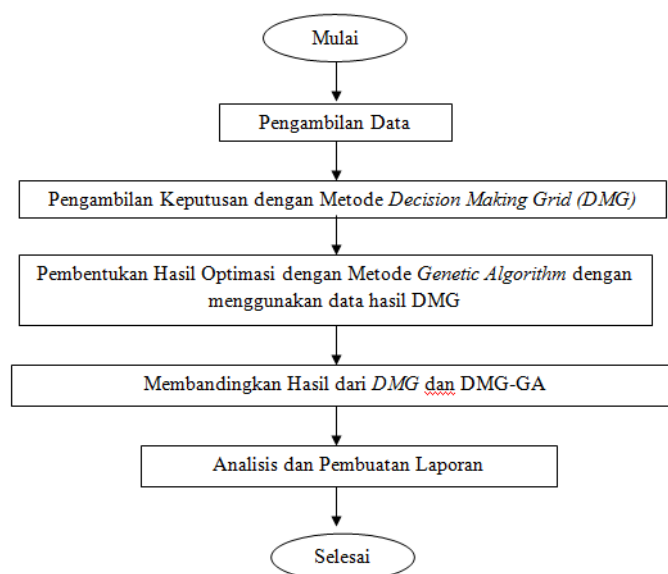 Mulai
Pengambilan Data
Pengambilan Keputusan dengan Metode Decision Making Grid (DMG)
Pembentukan Hasil Optimasi dengan Metode Genetic Algorithm dengan
menggunakan data hasil DMG
Membandingkan Hasil dari DMG dan DMG-GA
Analisis dan Pembuatan Laporan
Selesai